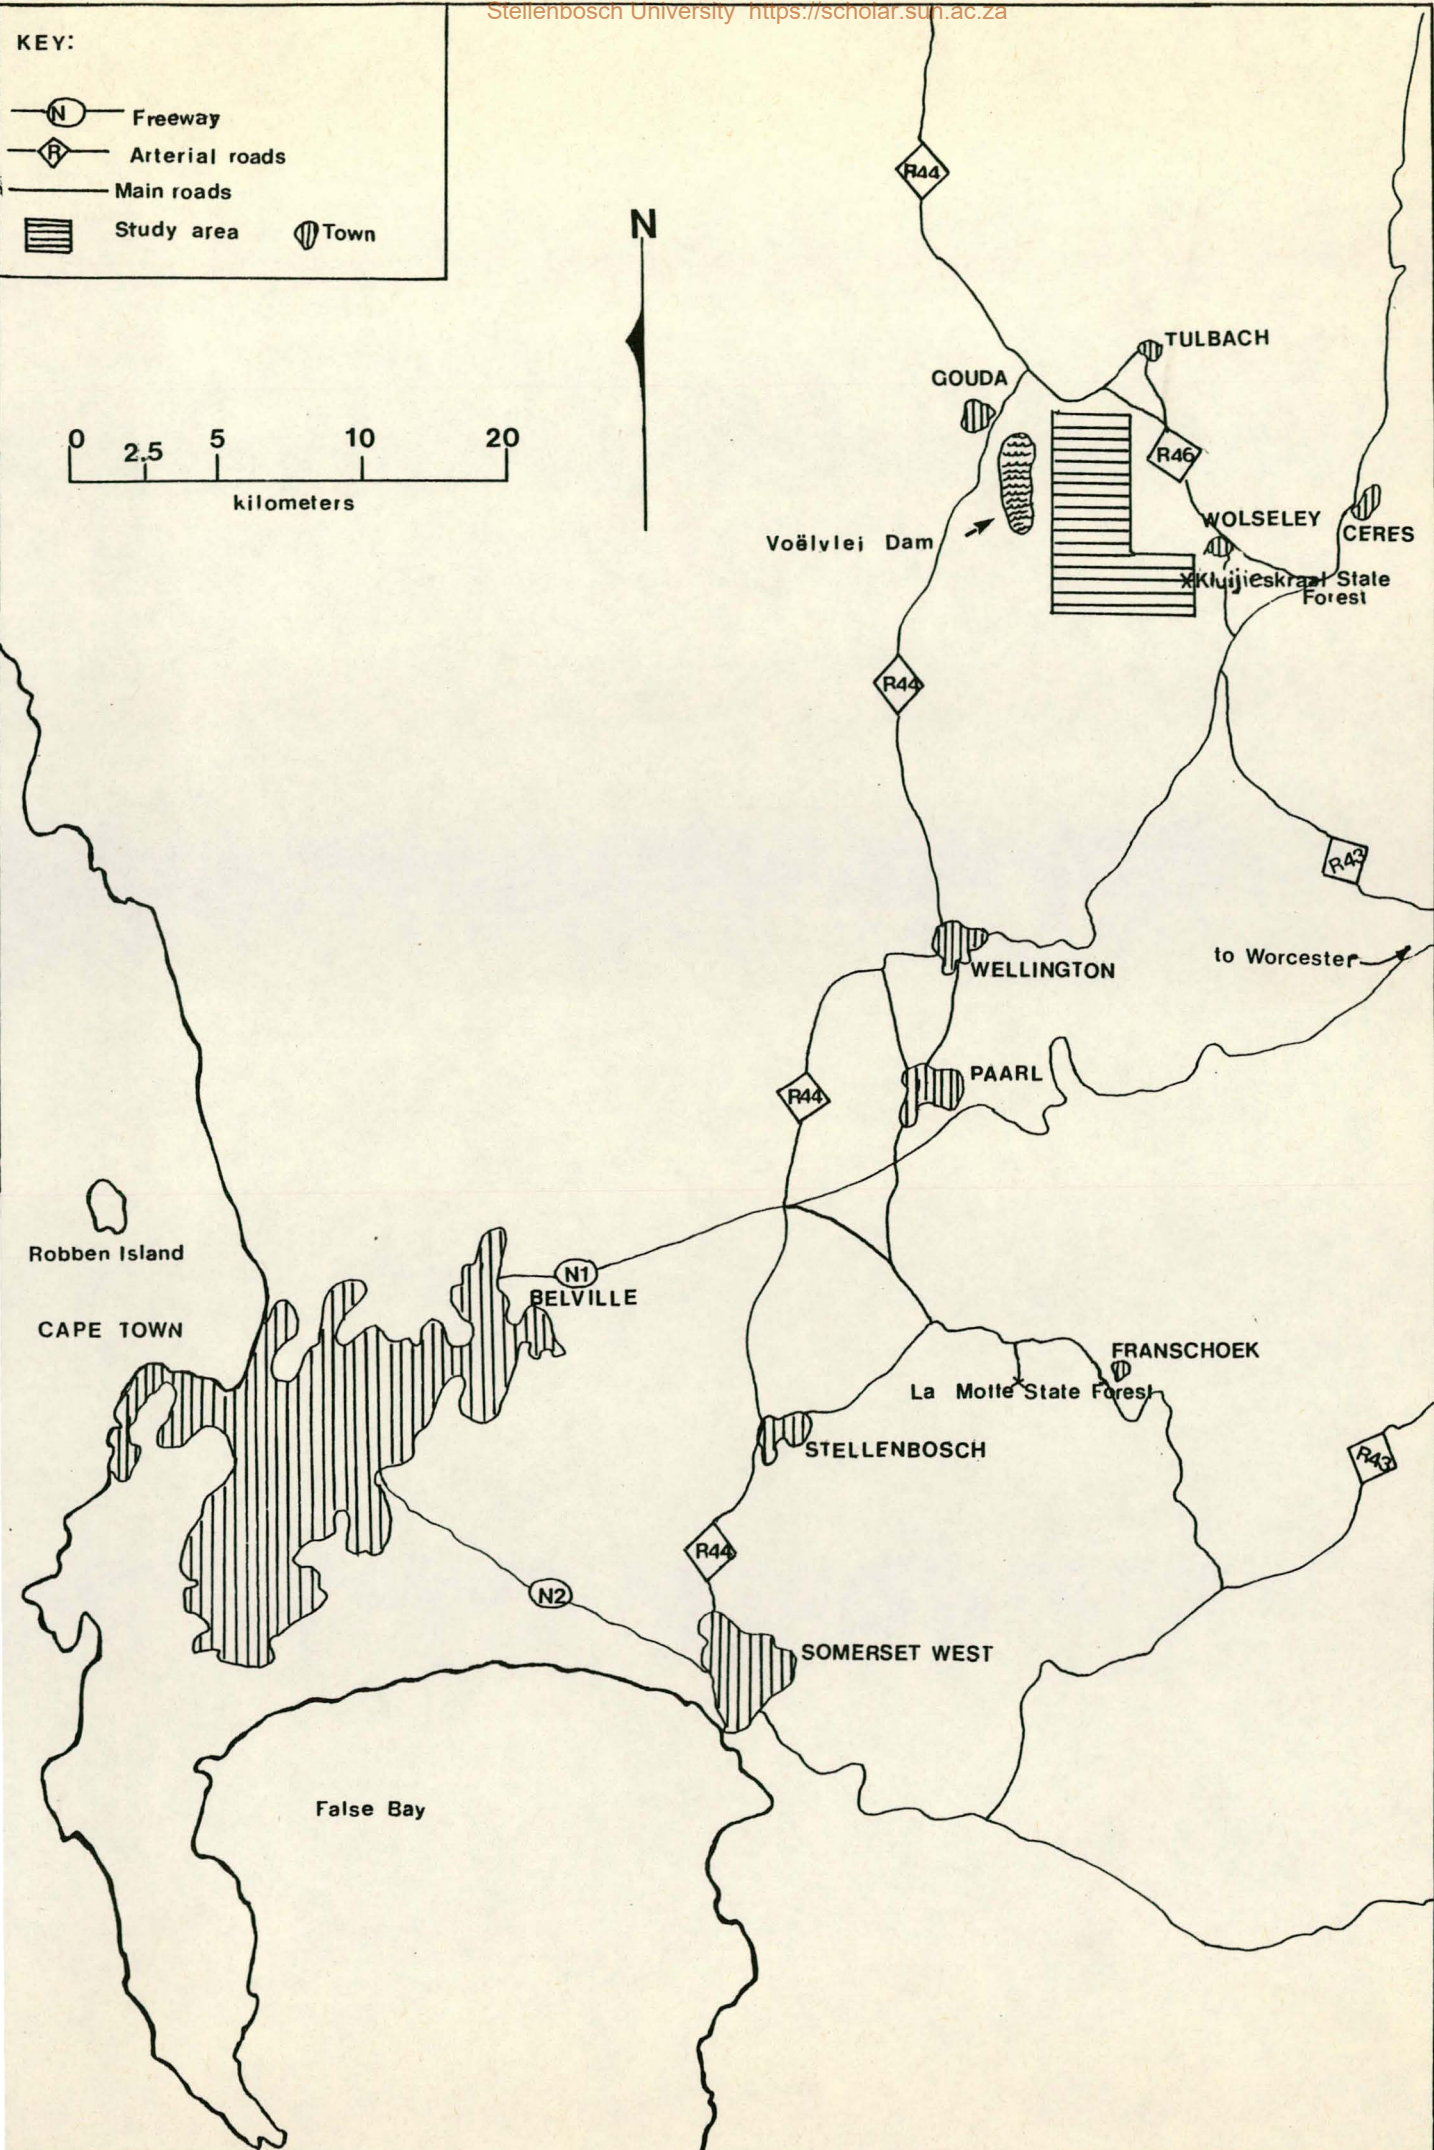 Stellenbosch University https://scholar.sun.ac.za
KEY:
N Freeway
R Arterial roads
Main roads
Study area Town
N
0 2.5 5 10 20
kilometers
R44
TULBACH
GOUDA
R46
WOLSELEY
CERES
Voëlvlei Dam
x Kluijieskraal State
Forest
R44
R43
to Worcester
WELLINGTON
PAARL
R44
Robben Island
N1
BELVILLE
CAPE TOWN
FRANSCHOEK
La Motte State Forest
x
STELLENBOSCH
R43
R44
N2
SOMERSET WEST
False Bay